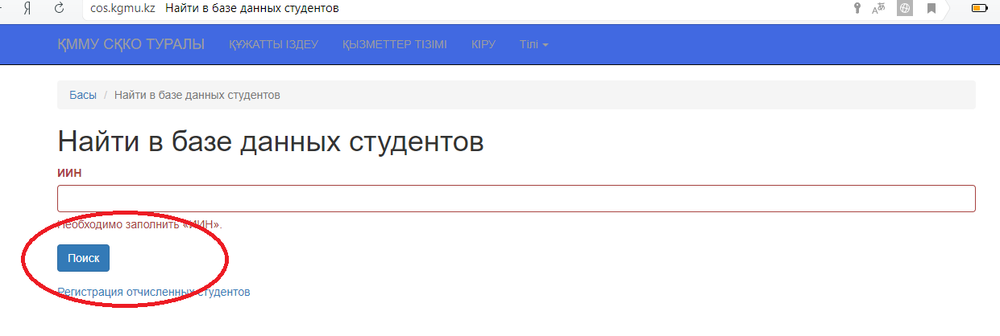 cos.kgmu.kz Найти в базе данных студентов
ҚММУ СҚКО ТУРАЛЫ ҚҰЖАТТЫ ІЗДЕУ ҚЫЗМЕТТЕР ТІЗІМІ КІРУ Тілі
Басы / Найти в базе данных студентов
Найти в базе данных студентов
ИИН
Необходимо заполнить «ИИН».
Поиск
Регистрация отчисленных студентов